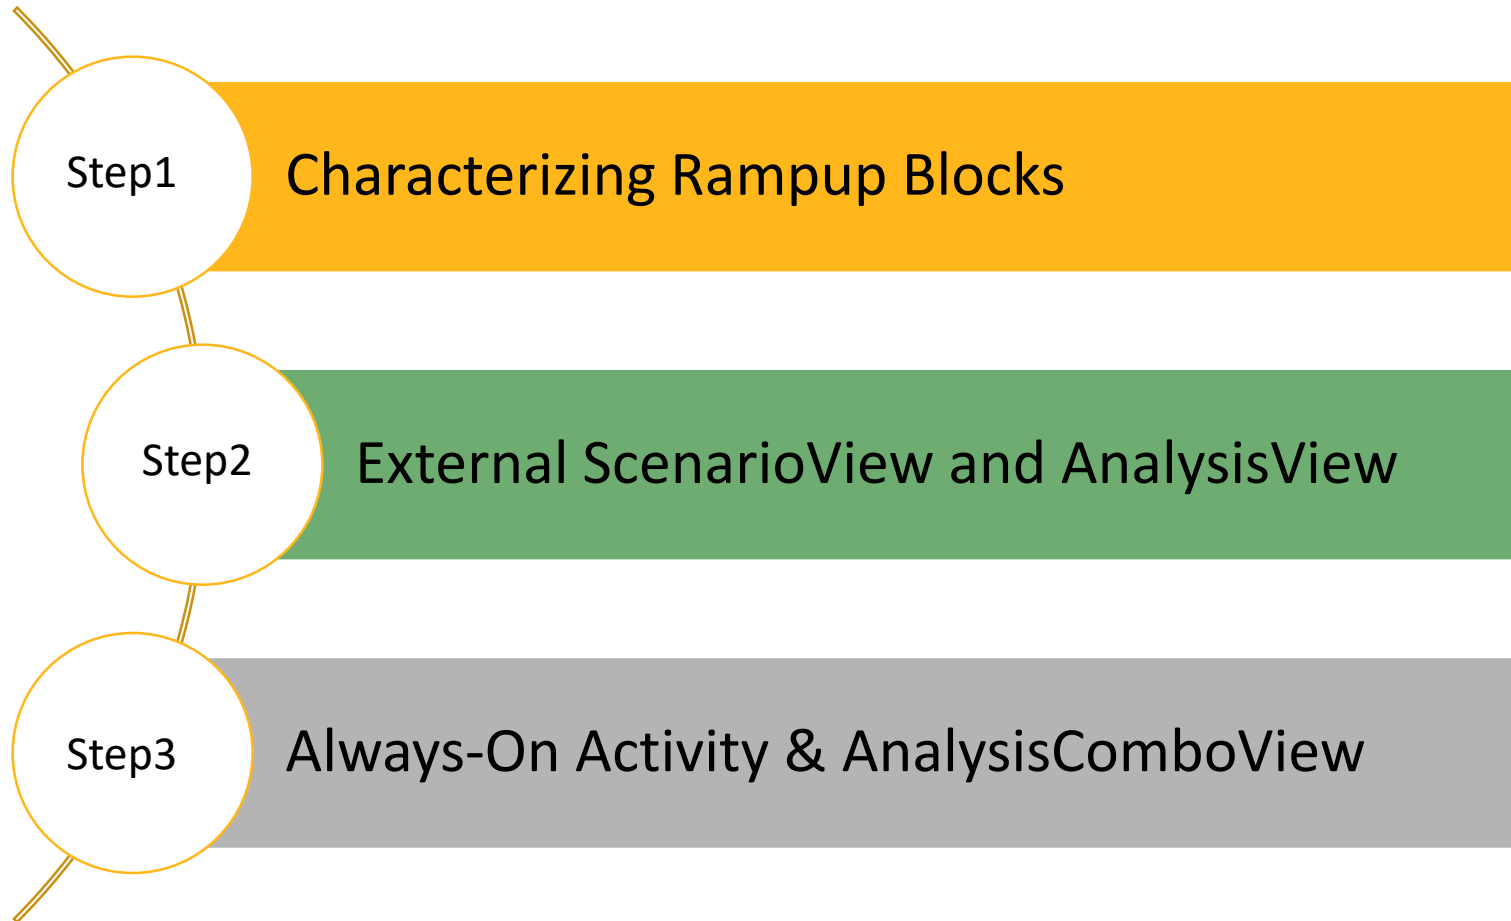 Step1
Characterizing Rampup Blocks
Step2
External ScenarioView and AnalysisView
Step3
Always-On Activity & AnalysisComboView